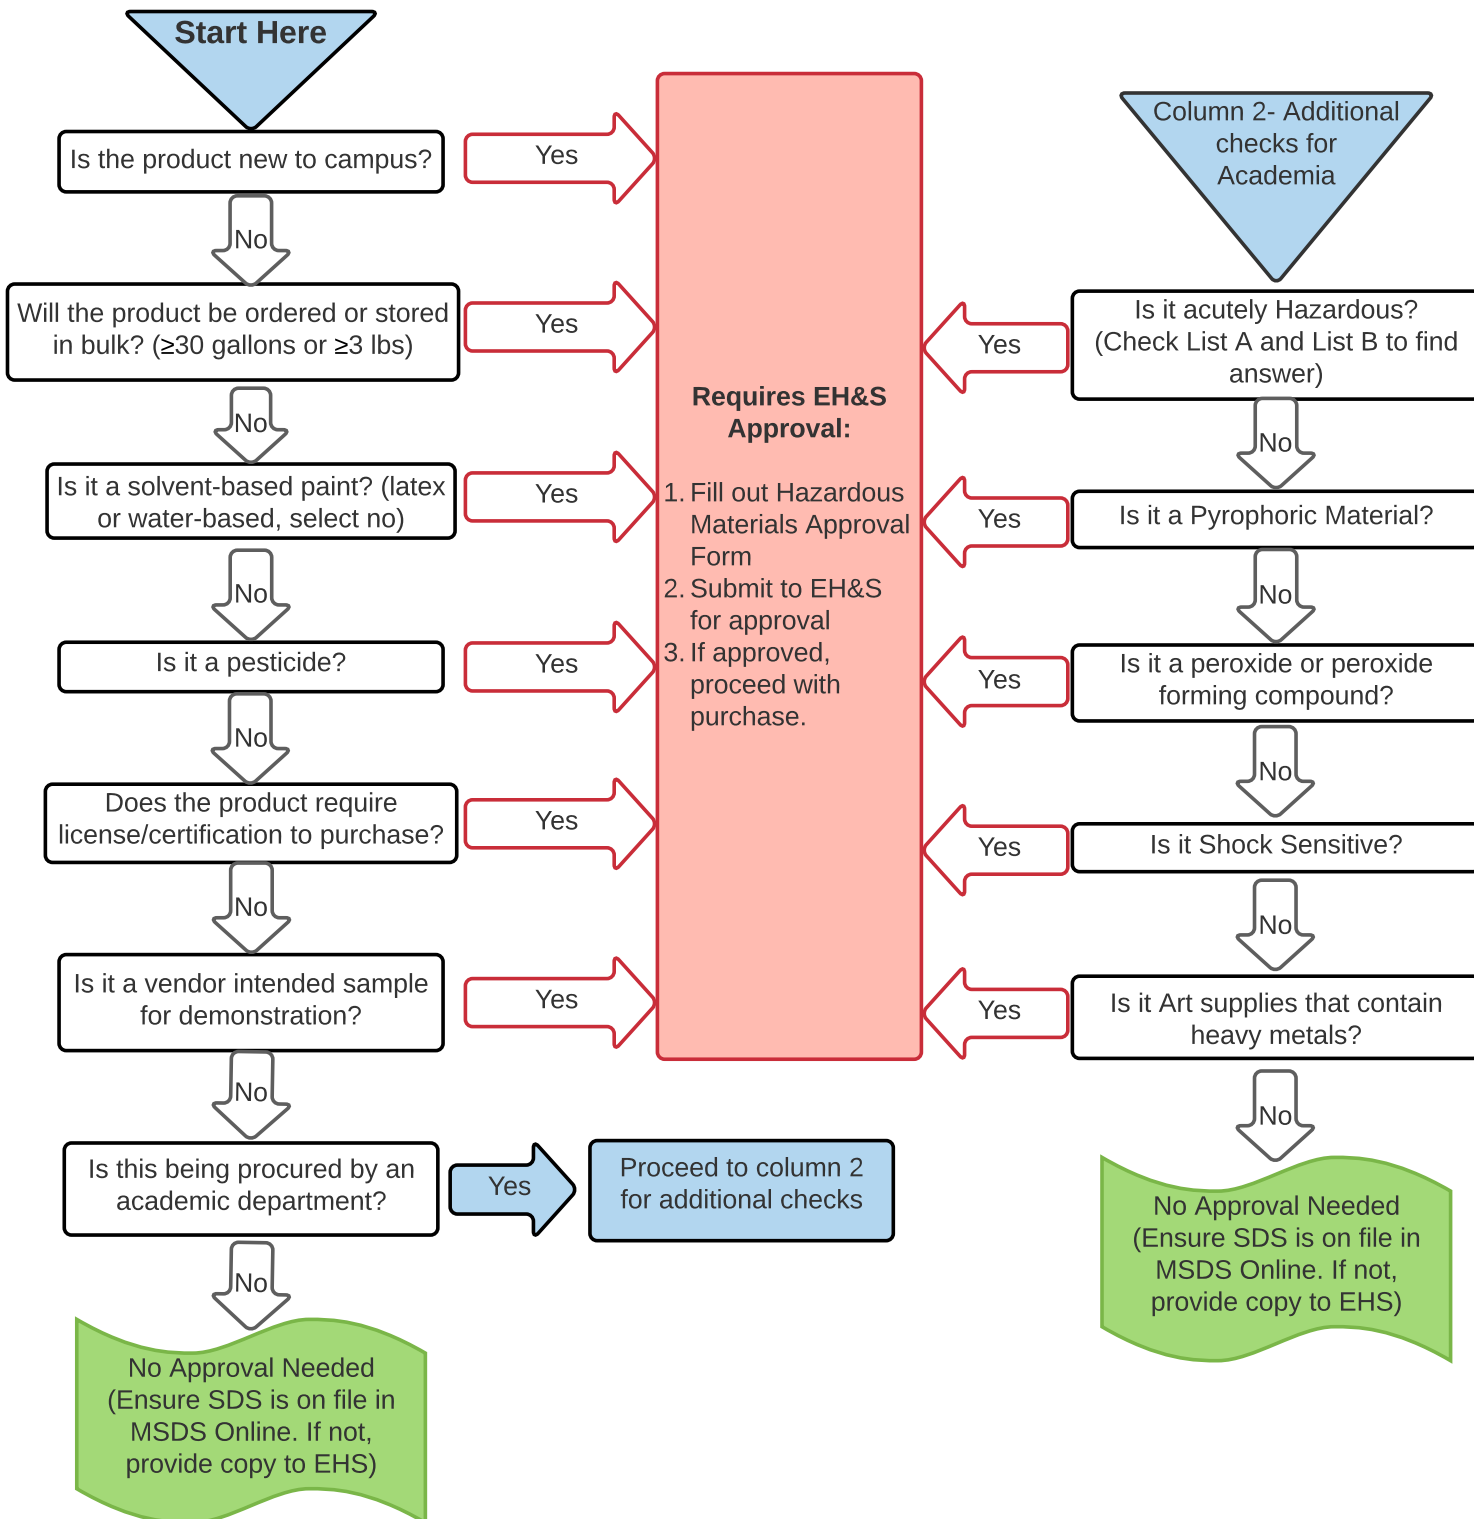 Start Here
Is the product new to campus?
Yes
No
Will the product be ordered or stored
in bulk? (≥30 gallons or ≥3 lbs)
Yes
No
Is it a solvent-based paint? (latex
or water-based, select no)
Yes
No
Is it a pesticide?
Yes
No
Does the product require
license/certification to purchase?
Yes
No
Is it a vendor intended sample
for demonstration?
Yes
No
Is this being procured by an
academic department?
Yes
Proceed to column 2
for additional checks
No
No Approval Needed
(Ensure SDS is on file in
MSDS Online. If not,
provide copy to EHS)
Requires EH&S
Approval:
1. Fill out Hazardous
Materials Approval
Form
2. Submit to EH&S
for approval
3. If approved,
proceed with
purchase.
Column 2- Additional
checks for
Academia
Is it acutely Hazardous?
(Check List A and List B to find
answer)
Yes
No
Is it a Pyrophoric Material?
Yes
No
Is it a peroxide or peroxide
forming compound?
Yes
No
Is it Shock Sensitive?
Yes
No
Is it Art supplies that contain
heavy metals?
Yes
No
No Approval Needed
(Ensure SDS is on file in
MSDS Online. If not,
provide copy to EHS)